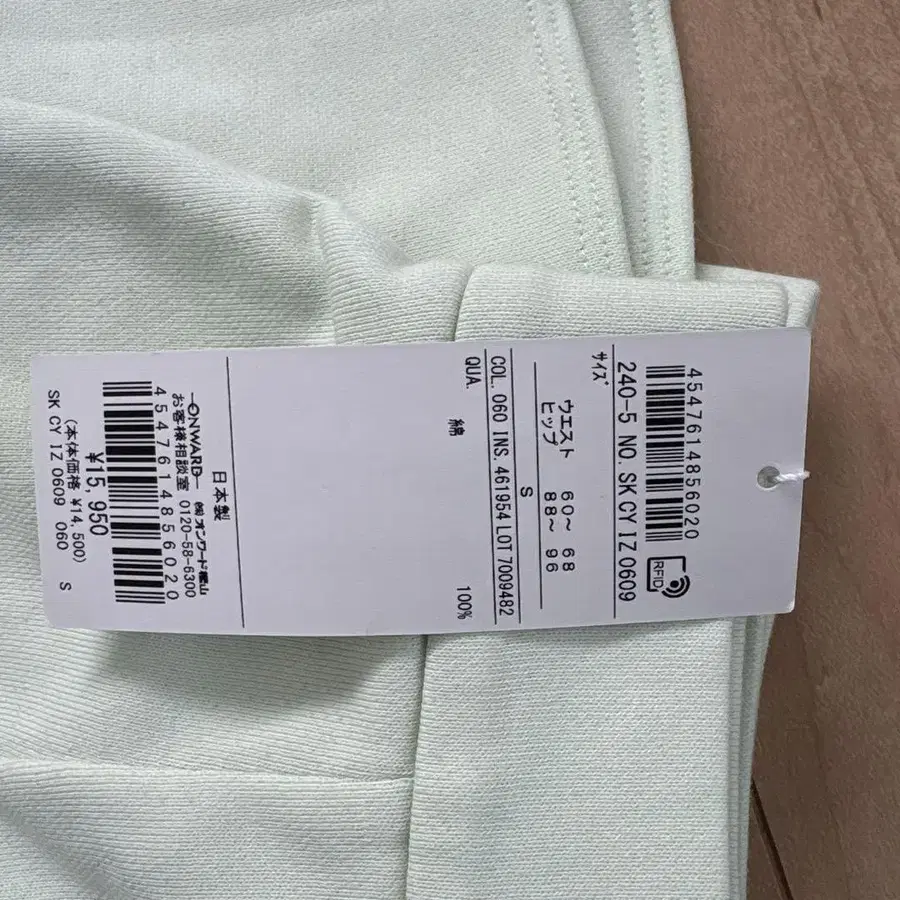 4547614856020
RFID
240-5 NO. SK CY IZ 0609
サイズ
ウエスト 60～ 68
ヒップ 88～ 96
S
COL. 060 INS. 461954 LOT 7009482
QUA.
綿 100%
日本製
ONWARD ㈱オンワード樫山
お客様相談室 0120-58-6300
4547614856020
¥15,950
(本体価格 ¥14,500)
SK CY IZ 0609 060 S